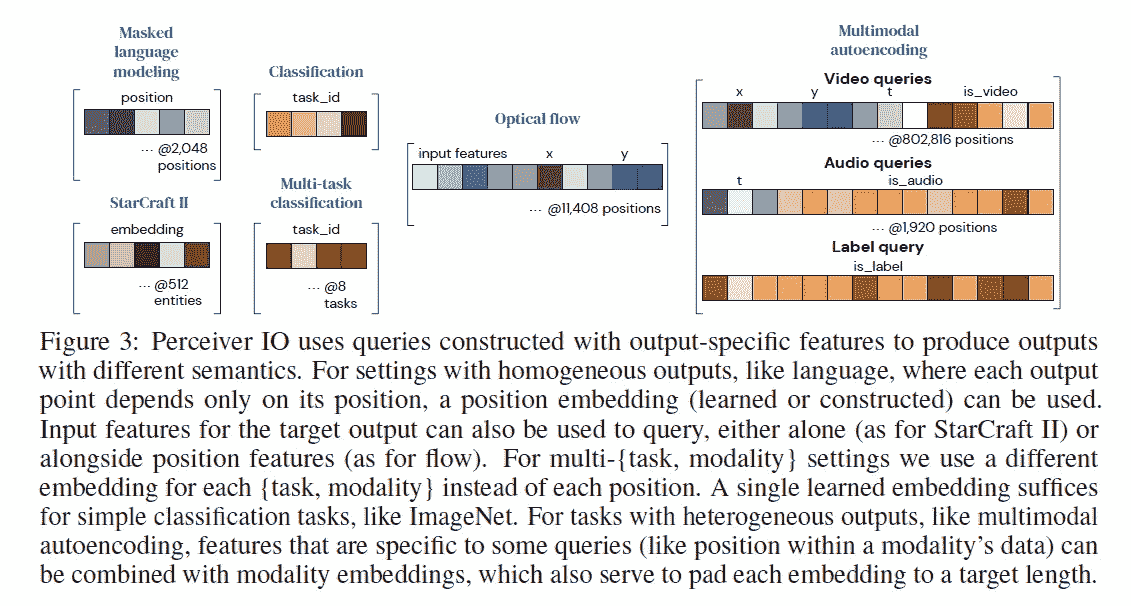 Masked
language
modeling
position
... @2,048
positions
Classification
task_id
StarCraft II
embedding
... @512
entities
Multi-task
classification
task_id
... @8
tasks
Optical flow
input features x y
... @11,408 positions
Multimodal
autoencoding
Video queries
x y t is_video
... @802,816 positions
Audio queries
t is_audio
... @1,920 positions
Label query
is_label
Figure 3: Perceiver IO uses queries constructed with output-specific features to produce outputs
with different semantics. For settings with homogeneous outputs, like language, where each output
point depends only on its position, a position embedding (learned or constructed) can be used.
Input features for the target output can also be used to query, either alone (as for StarCraft II) or
alongside position features (as for flow). For multi-{task, modality} settings we use a different
embedding for each {task, modality} instead of each position. A single learned embedding suffices
for simple classification tasks, like ImageNet. For tasks with heterogeneous outputs, like multimodal
autoencoding, features that are specific to some queries (like position within a modality's data) can
be combined with modality embeddings, which also serve to pad each embedding to a target length.